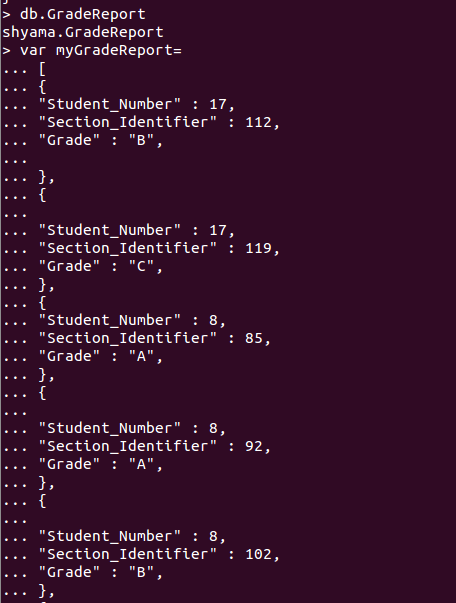 > db.GradeReport
shyama.GradeReport
> var myGradeReport=
... [
... {
... "Student_Number" : 17,
... "Section_Identifier" : 112,
... "Grade" : "B",
...
... },
... {
...
... "Student_Number" : 17,
... "Section_Identifier" : 119,
... "Grade" : "C",
... },
... {
... "Student_Number" : 8,
... "Section_Identifier" : 85,
... "Grade" : "A",
... },
... {
...
... "Student_Number" : 8,
... "Section_Identifier" : 92,
... "Grade" : "A",
... },
... {
...
... "Student_Number" : 8,
... "Section_Identifier" : 102,
... "Grade" : "B",
... },